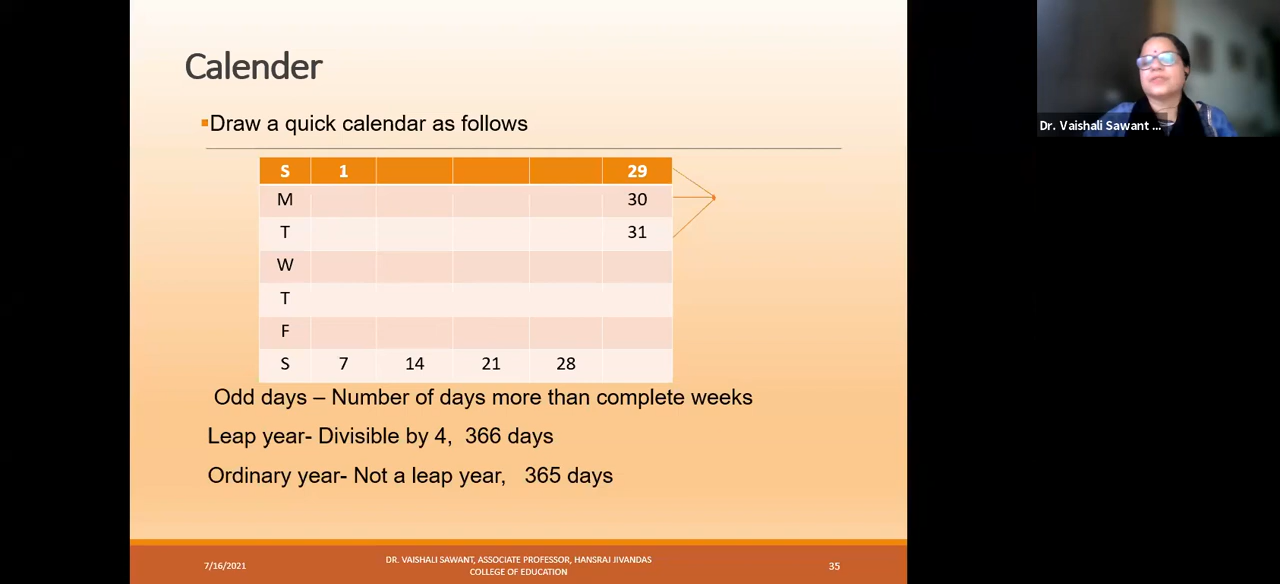 Calender
Draw a quick calendar as follows
S 1 29
M 30
T 31
W
T
F
S 7 14 21 28
Odd days – Number of days more than complete weeks
Leap year- Divisible by 4, 366 days
Ordinary year- Not a leap year, 365 days
7/16/2021
DR. VAISHALI SAWANT, ASSOCIATE PROFESSOR, HANSRAJ JIVANDAS
COLLEGE OF EDUCATION
35
Dr. Vaishali Sawant ...